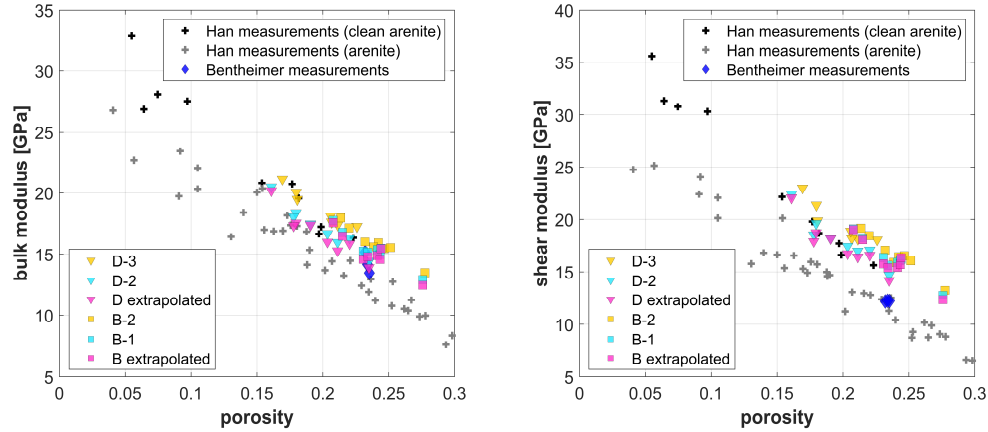 35
30
25
20
15
10
5
0
0.05
0.1
0.15
0.2
0.25
0.3
bulk modulus [GPa]
porosity
Han measurements (clean arenite)
Han measurements (arenite)
Bentheimer measurements
D-3
D-2
D extrapolated
B-2
B-1
B extrapolated
40
35
30
25
20
15
10
5
0
0.05
0.1
0.15
0.2
0.25
0.3
shear modulus [GPa]
porosity
Han measurements (clean arenite)
Han measurements (arenite)
Bentheimer measurements
D-3
D-2
D extrapolated
B-2
B-1
B extrapolated